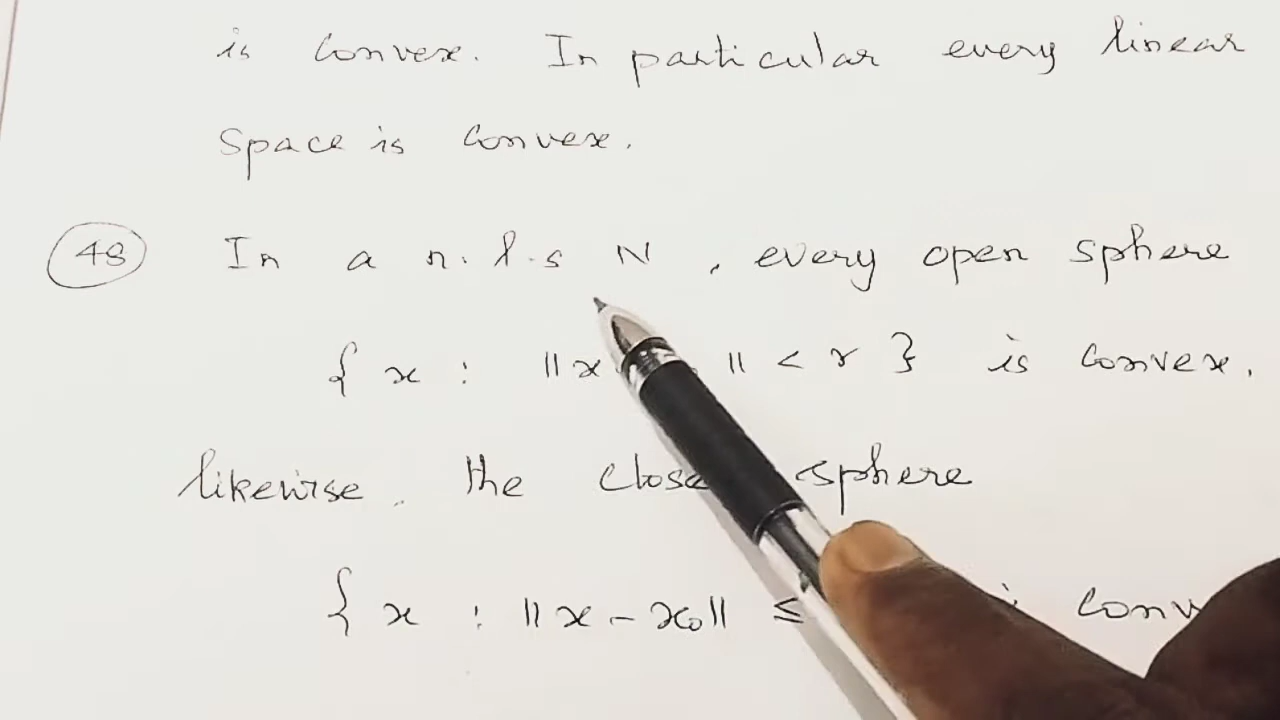 is convex. In particular every linear
space is convex.
48 In a n.l.s N, every open sphere
{ x : ||x || < r } is convex.
likewise. the sphere
{ x : ||x - x₀|| ≤